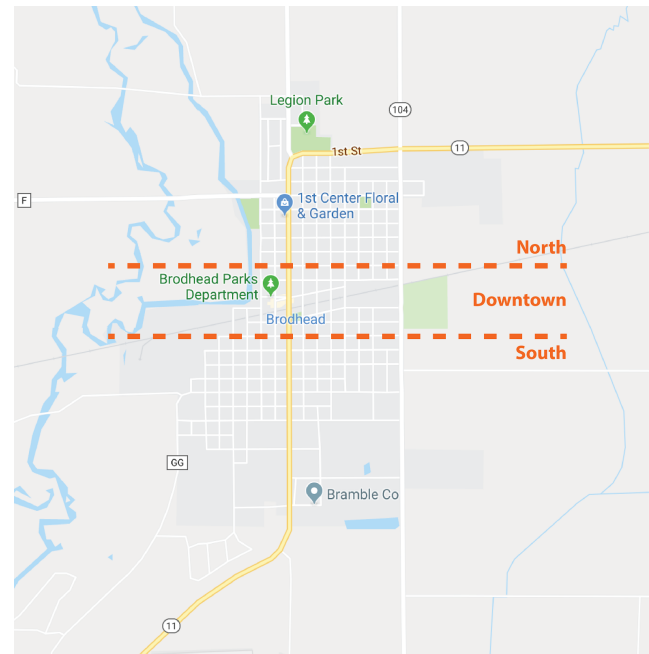 Legion Park
104
1st St
11
F
1st Center Floral
& Garden
North
Brodhead Parks
Department
Downtown
Brodhead
South
GG
Bramble Co
11